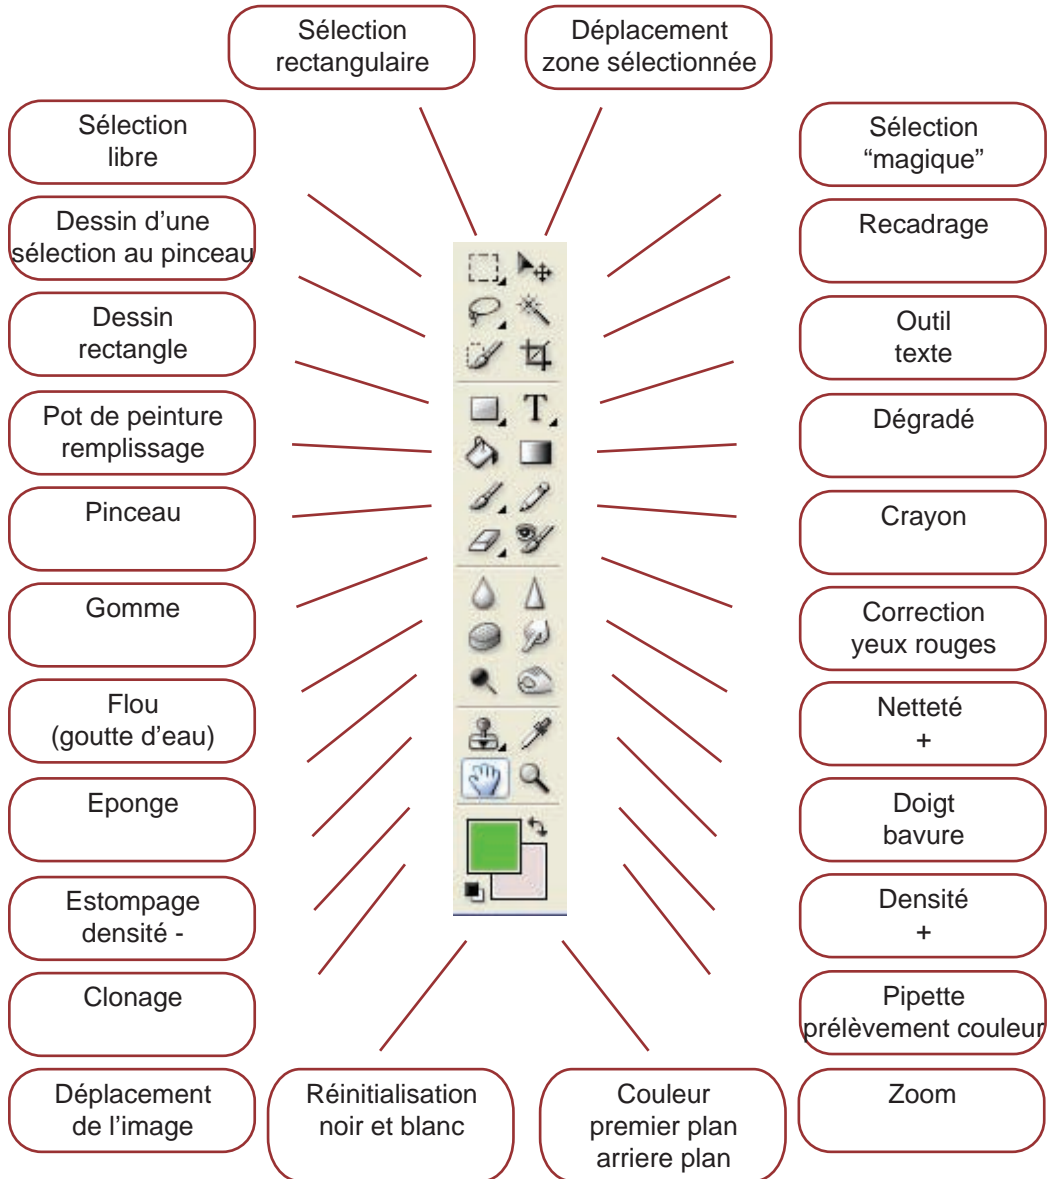 Sélection
rectangulaire
Déplacement
zone sélectionnée
Sélection
libre
Sélection
“magique”
Dessin d’une
sélection au pinceau
Recadrage
Dessin
rectangle
Outil
texte
Pot de peinture
remplissage
Dégradé
Pinceau
Crayon
Gomme
Correction
yeux rouges
Flou
(goutte d’eau)
Netteté
+
Eponge
Doigt
bavure
Estompage
densité -
Densité
+
Clonage
Pipette
prélèvement couleur
Déplacement
de l’image
Réinitialisation
noir et blanc
Couleur
premier plan
arriere plan
Zoom
T